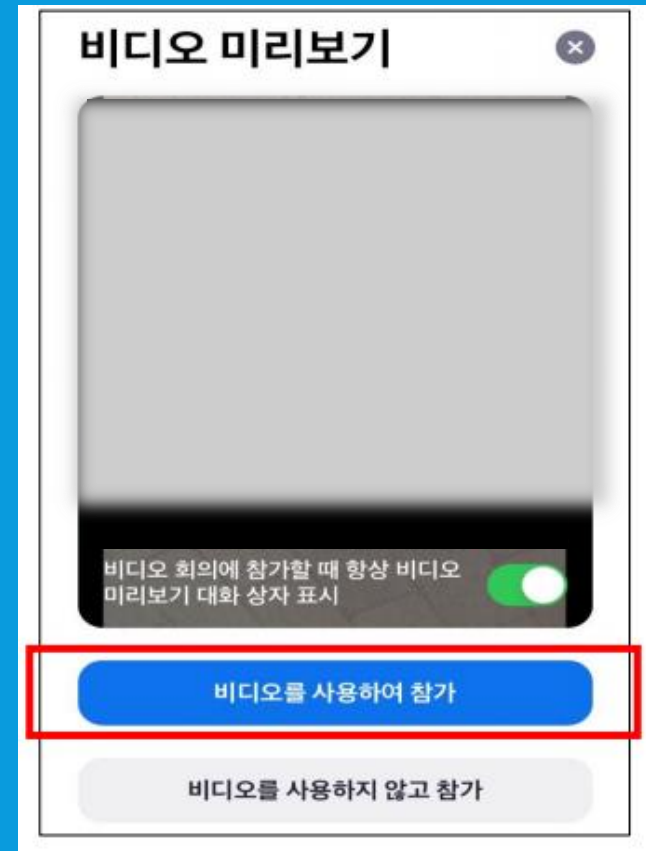 비디오 미리보기
비디오 회의에 참가할 때 항상 비디오
미리보기 대화 상자 표시
비디오를 사용하여 참가
비디오를 사용하지 않고 참가